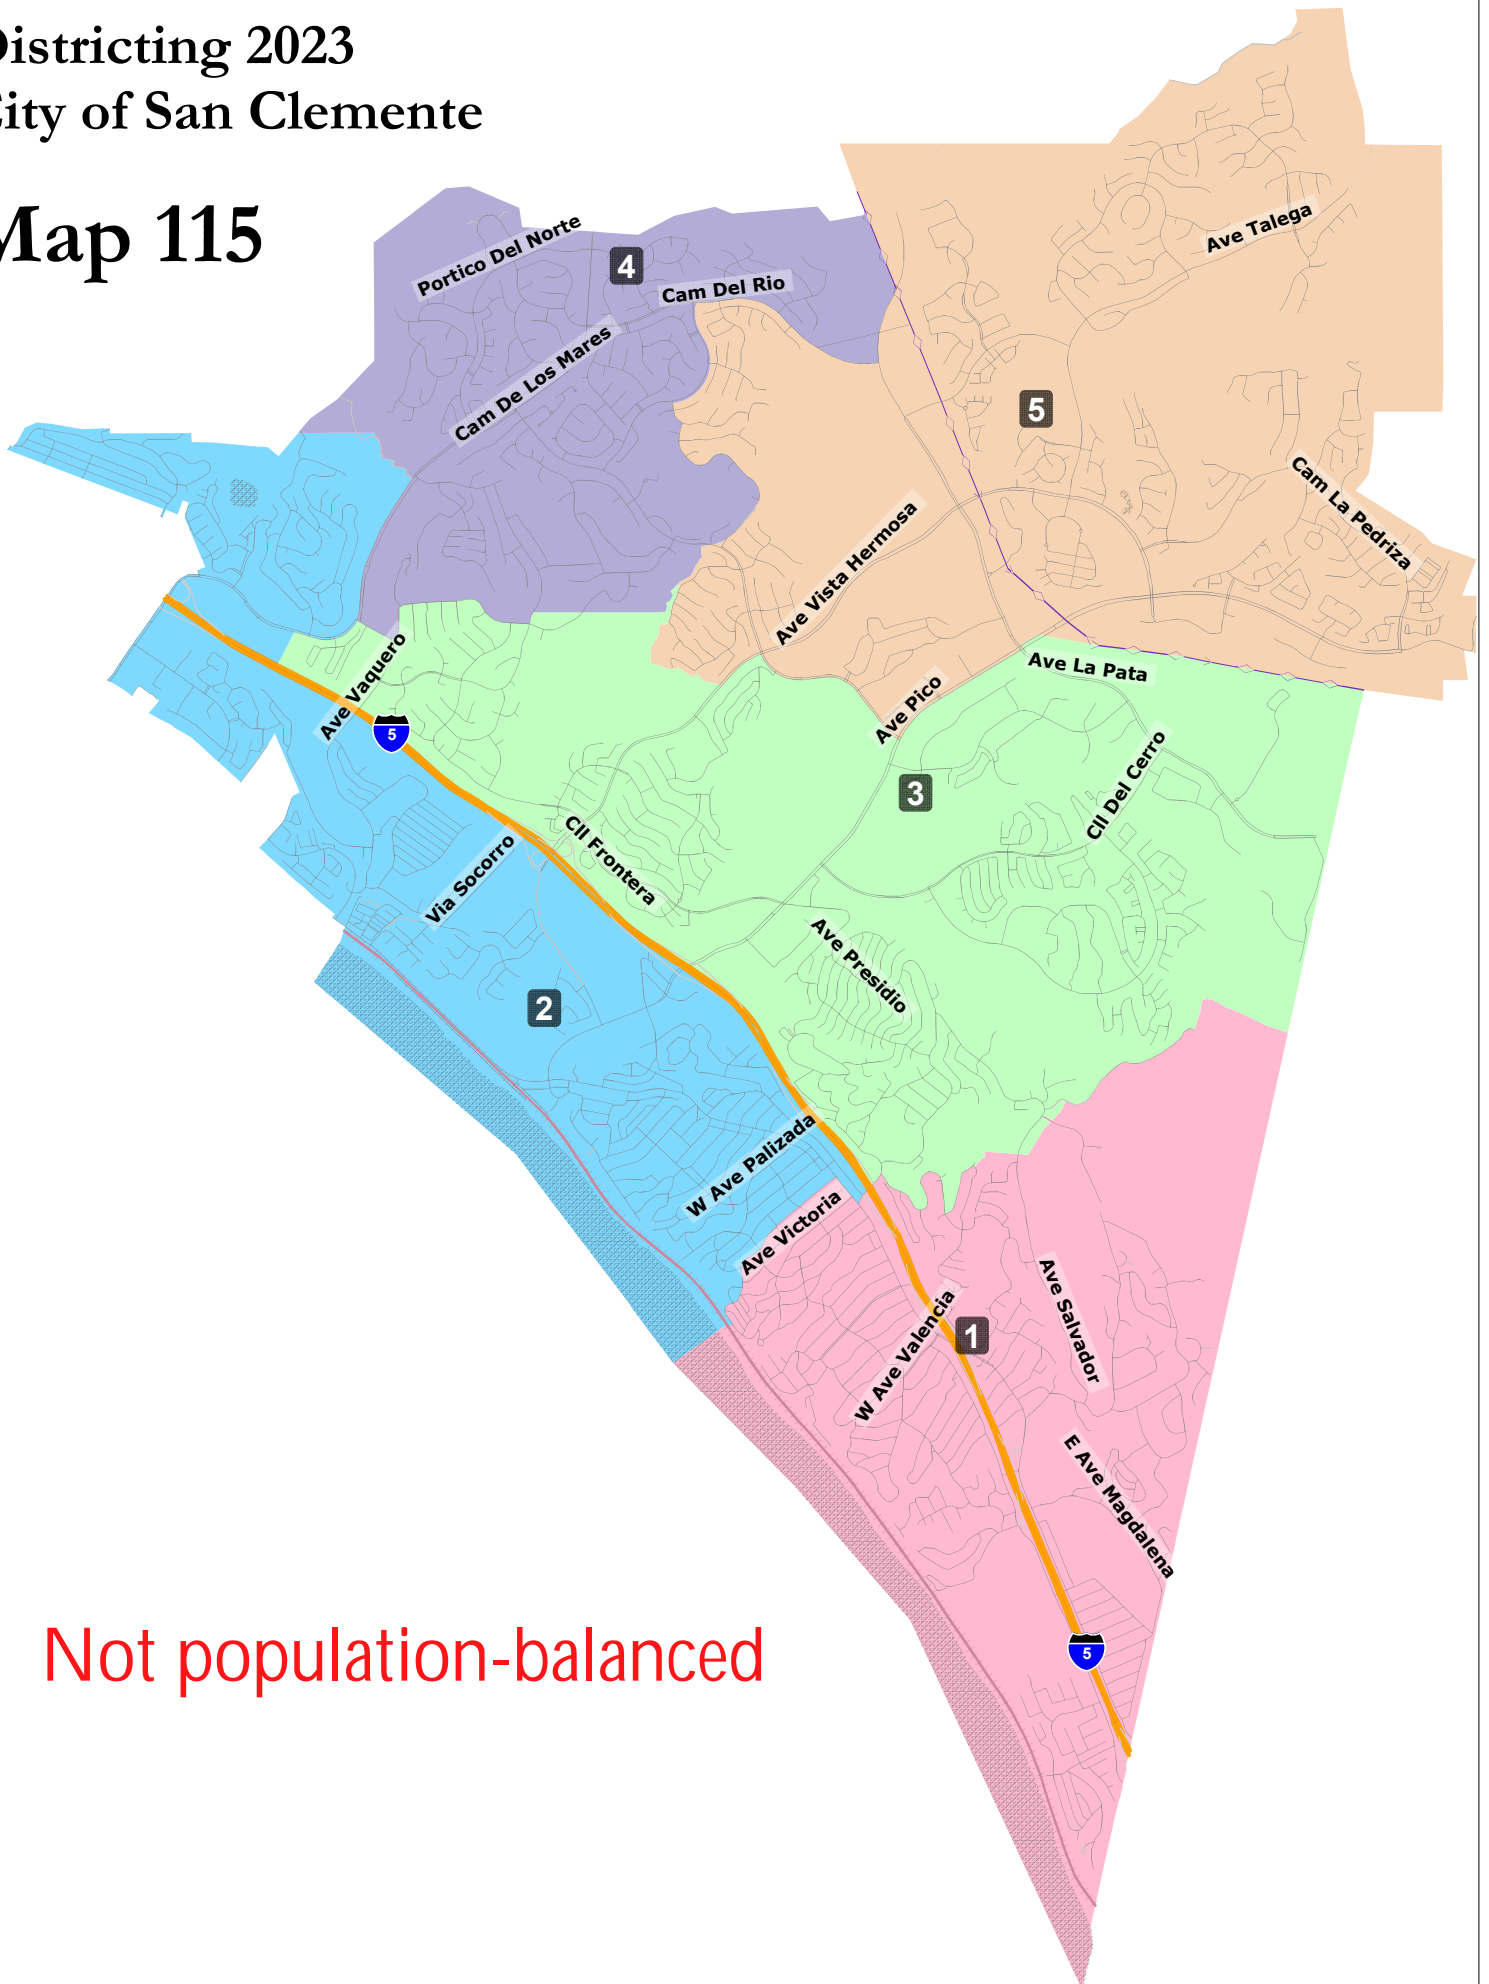 Districting 2023
City of San Clemente
Map 115
Portico Del Norte
4
Cam Del Rio
Cam De Los Mares
Ave Talega
5
Cam La Pedriza
Ave Vista Hermosa
Ave La Pata
Ave Pico
Ave Vaquero
5
3
Cll Del Cerro
Cll Frontera
Via Socorro
Ave Presidio
2
W Ave Palizada
Ave Victoria
Ave Salvador
W Ave Valencia
1
E Ave Magdalena
5
Not population-balanced